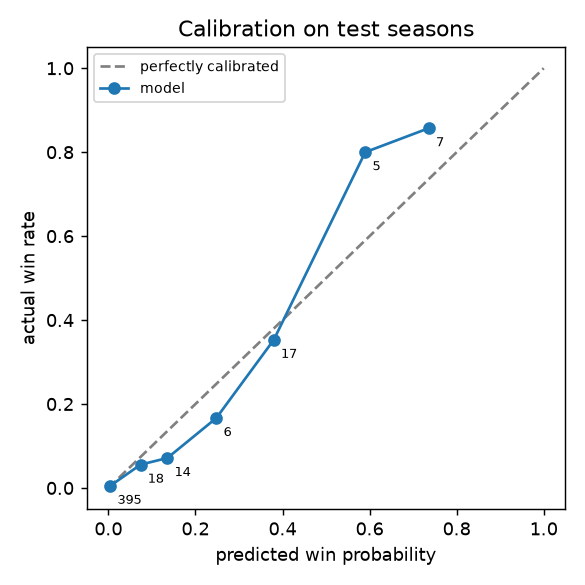 Calibration on test seasons
perfectly calibrated
model
1.0
0.8
0.6
0.4
0.2
0.0
actual win rate
7
5
17
6
14
18
395
0.0 0.2 0.4 0.6 0.8 1.0
predicted win probability